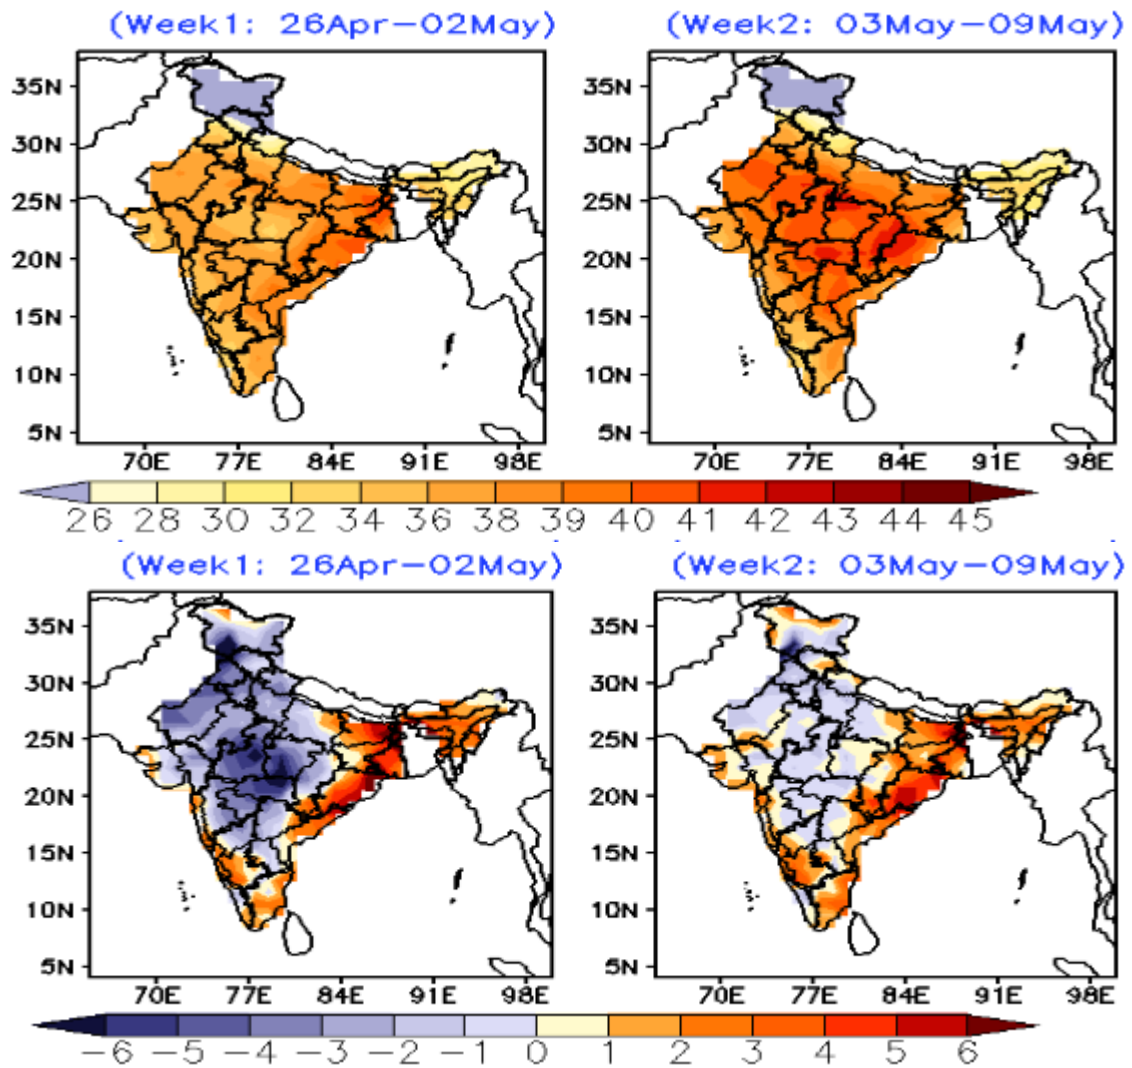 (Week1: 26Apr-02May) (Week2: 03May-09May)
35N 35N
30N 30N
25N 25N
20N 20N
15N 15N
10N 10N
5N 5N
70E 77E 84E 91E 98E 70E 77E 84E 91E 98E
26 28 30 32 34 36 38 39 40 41 42 43 44 45
(Week1: 26Apr-02May) (Week2: 03May-09May)
35N 35N
30N 30N
25N 25N
20N 20N
15N 15N
10N 10N
5N 5N
70E 77E 84E 91E 98E 70E 77E 84E 91E 98E
-6 -5 -4 -3 -2 -1 0 1 2 3 4 5 6